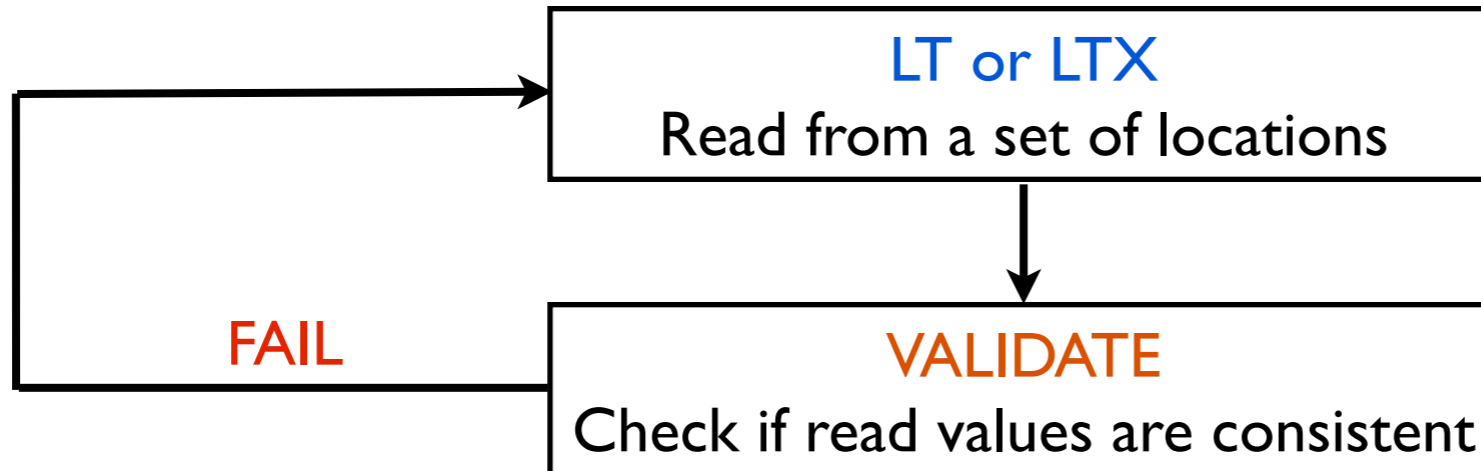 LT or LTX
Read from a set of locations
FAIL
VALIDATE
Check if read values are consistent